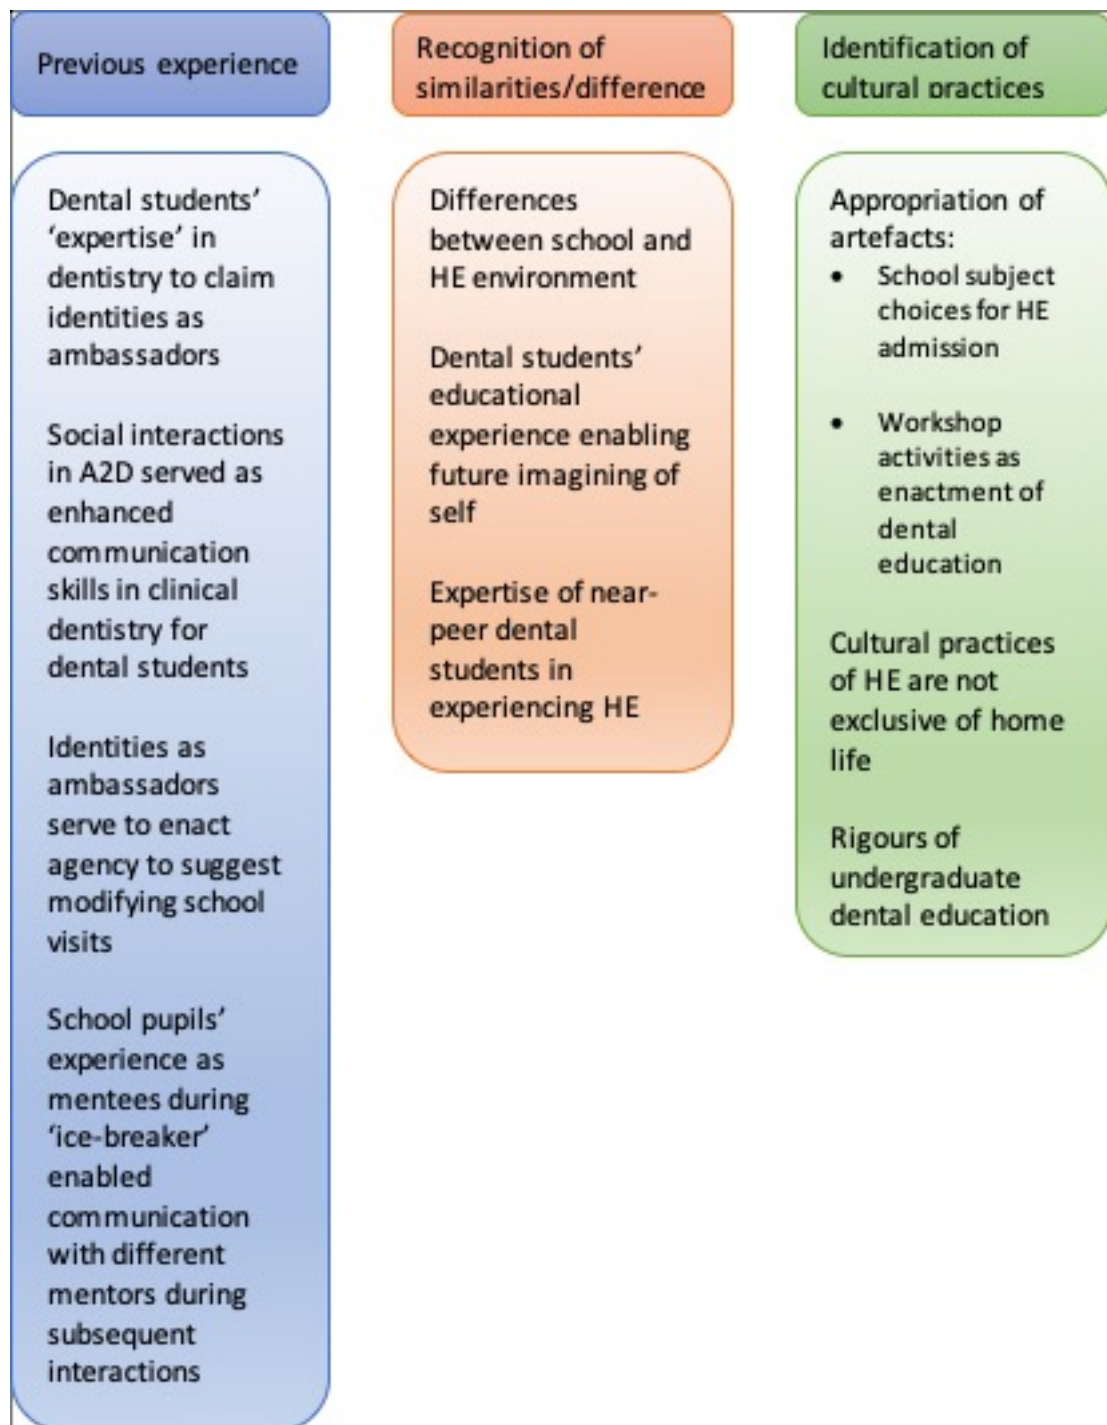 Previous experience
Dental students’
‘expertise’ in
dentistry to claim
identities as
ambassadors
Social interactions
in A2D served as
enhanced
communication
skills in clinical
dentistry for
dental students
Identities as
ambassadors
serve to enact
agency to suggest
modifying school
visits
School pupils’
experience as
mentees during
‘ice-breaker’
enabled
communication
with different
mentors during
subsequent
interactions
Recognition of
similarities/difference
Differences
between school and
HE environment
Dental students’
educational
experience enabling
future imagining of
self
Expertise of near-
peer dental
students in
experiencing HE
Identification of
cultural practices
Appropriation of
artefacts:
• School subject
choices for HE
admission
• Workshop
activities as
enactment of
dental
education
Cultural practices
of HE are not
exclusive of home
life
Rigours of
undergraduate
dental education